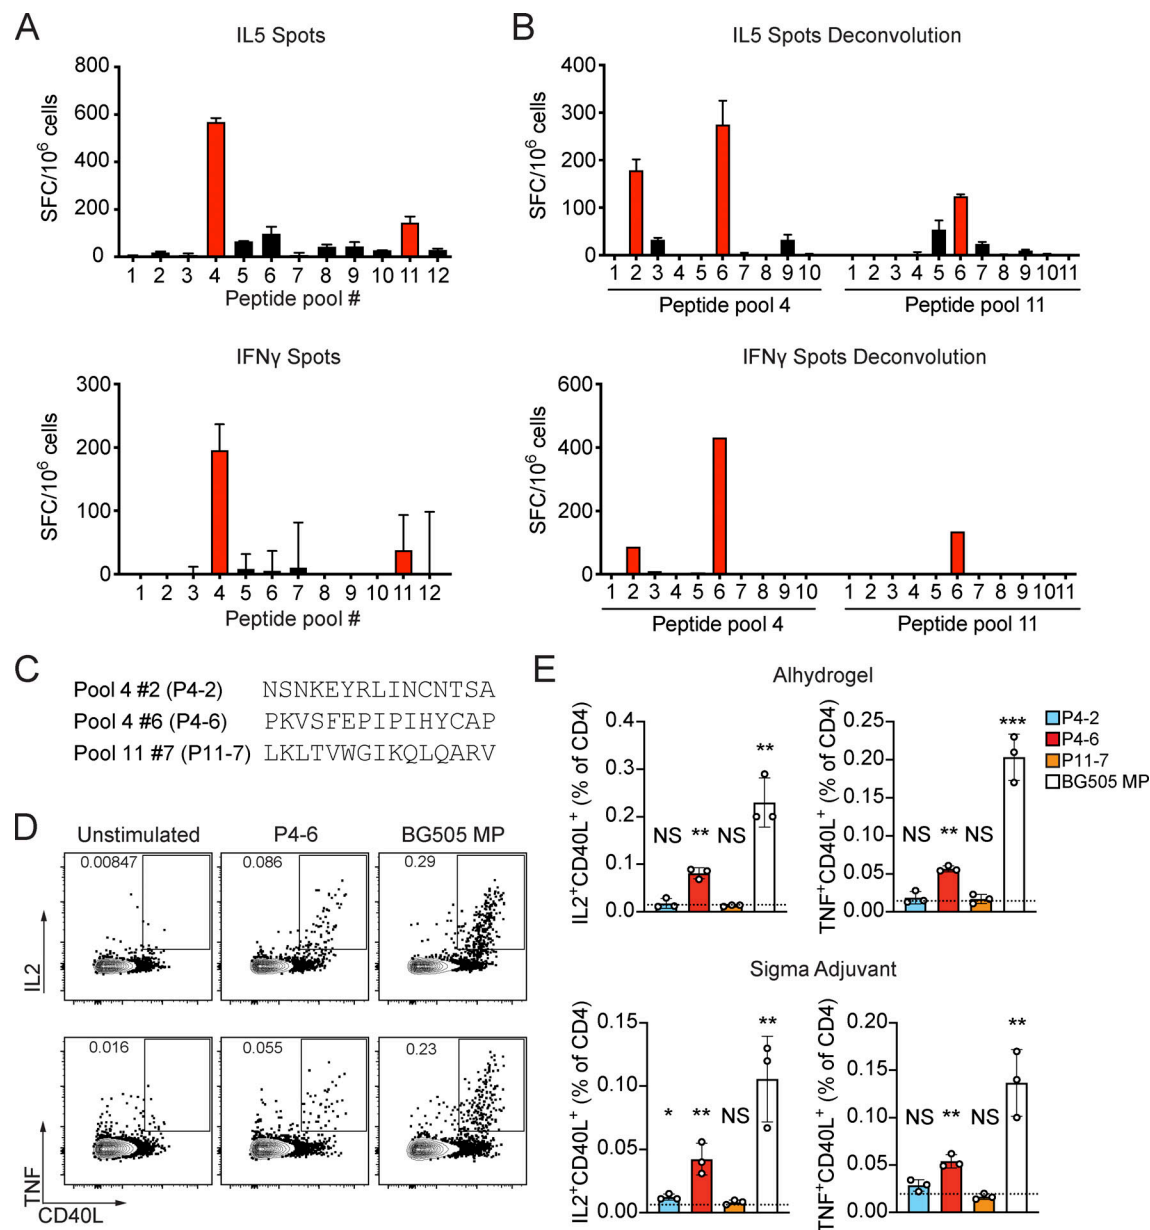 A
IL5 Spots
SFC/10⁶ cells
800
600
400
200
0
1 2 3 4 5 6 7 8 9 10 11 12
Peptide pool #
IFNγ Spots
SFC/10⁶ cells
300
200
100
0
1 2 3 4 5 6 7 8 9 10 11 12
Peptide pool #
B
IL5 Spots Deconvolution
SFC/10⁶ cells
400
300
200
100
0
1 2 3 4 5 6 7 8 9 10 1 2 3 4 5 6 7 8 9 10 11
Peptide pool 4 Peptide pool 11
IFNγ Spots Deconvolution
SFC/10⁶ cells
600
400
200
0
1 2 3 4 5 6 7 8 9 10 1 2 3 4 5 6 7 8 9 10 11
Peptide pool 4 Peptide pool 11
C
Pool 4 #2 (P4-2) NSNKEYRLINCNTSA
Pool 4 #6 (P4-6) PKVSFEPIPIHYCAP
Pool 11 #7 (P11-7) LKLTVWGIKQLQARV
D
Unstimulated P4-6 BG505 MP
0.00847 0.086 0.29
IL2
0.016 0.055 0.23
TNF
CD40L
E
Alhydrogel
IL2⁺CD40L⁺ (% of CD4)
0.4
0.3
0.2
0.1
0.0
NS ** NS **
TNF⁺CD40L⁺ (% of CD4)
0.25
0.20
0.15
0.10
0.05
0.00
NS ** NS ***
P4-2
P4-6
P11-7
BG505 MP
Sigma Adjuvant
IL2⁺CD40L⁺ (% of CD4)
0.15
0.10
0.05
0.00
* ** NS **
TNF⁺CD40L⁺ (% of CD4)
0.20
0.15
0.10
0.05
0.00
NS ** NS **